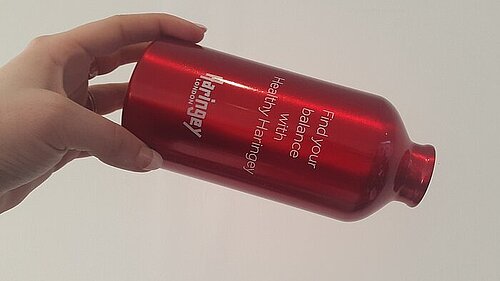 Find your
balance
with
Healthy Haringey
Haringey
LONDON